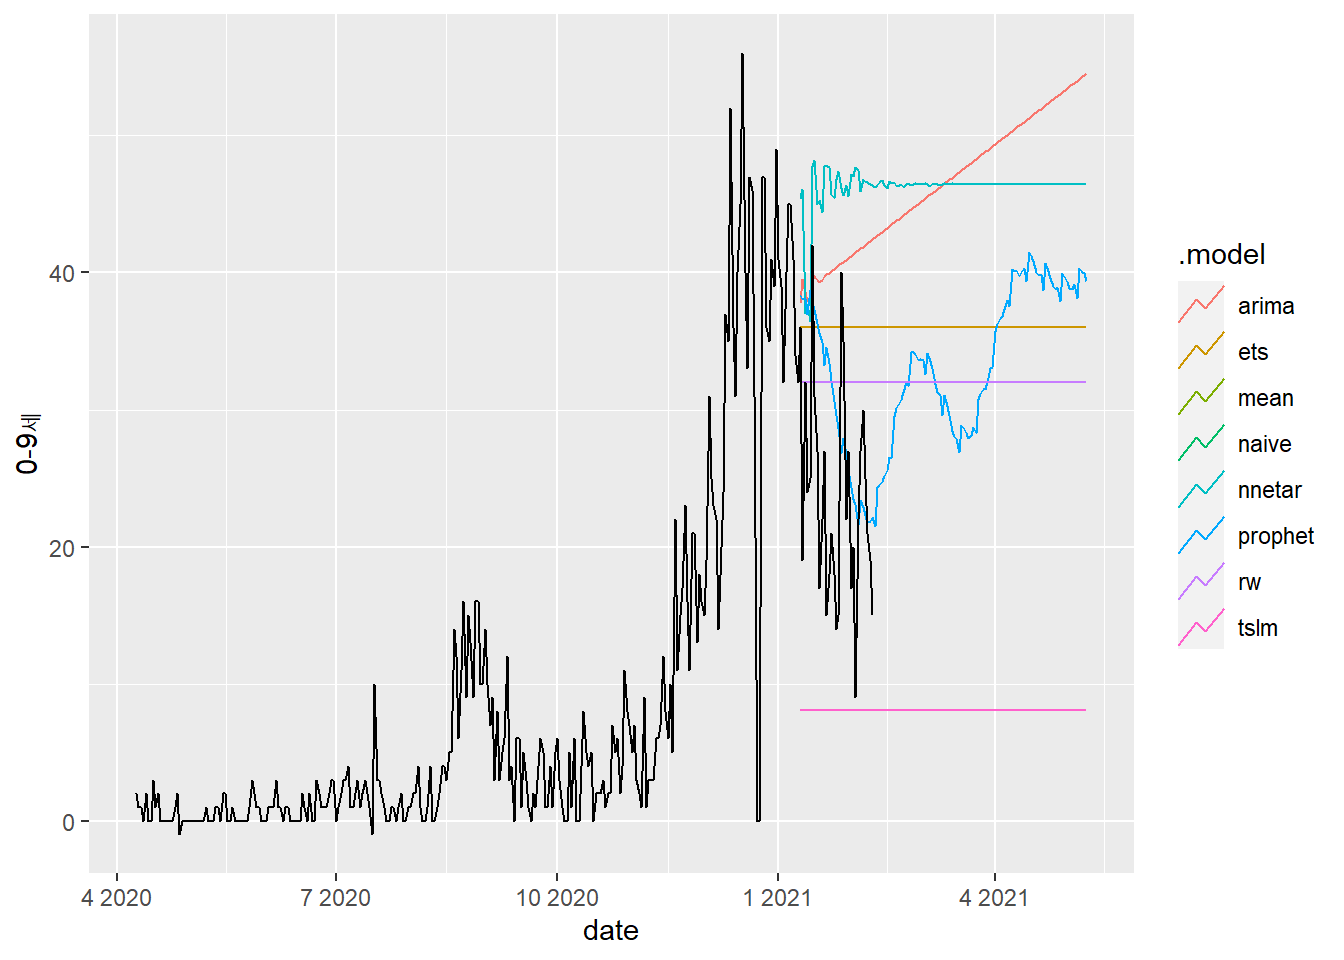 40
20
0
4 2020
7 2020
10 2020
1 2021
4 2021
date
0-9세
.model
arima
ets
mean
naive
nnetar
prophet
rw
tslm